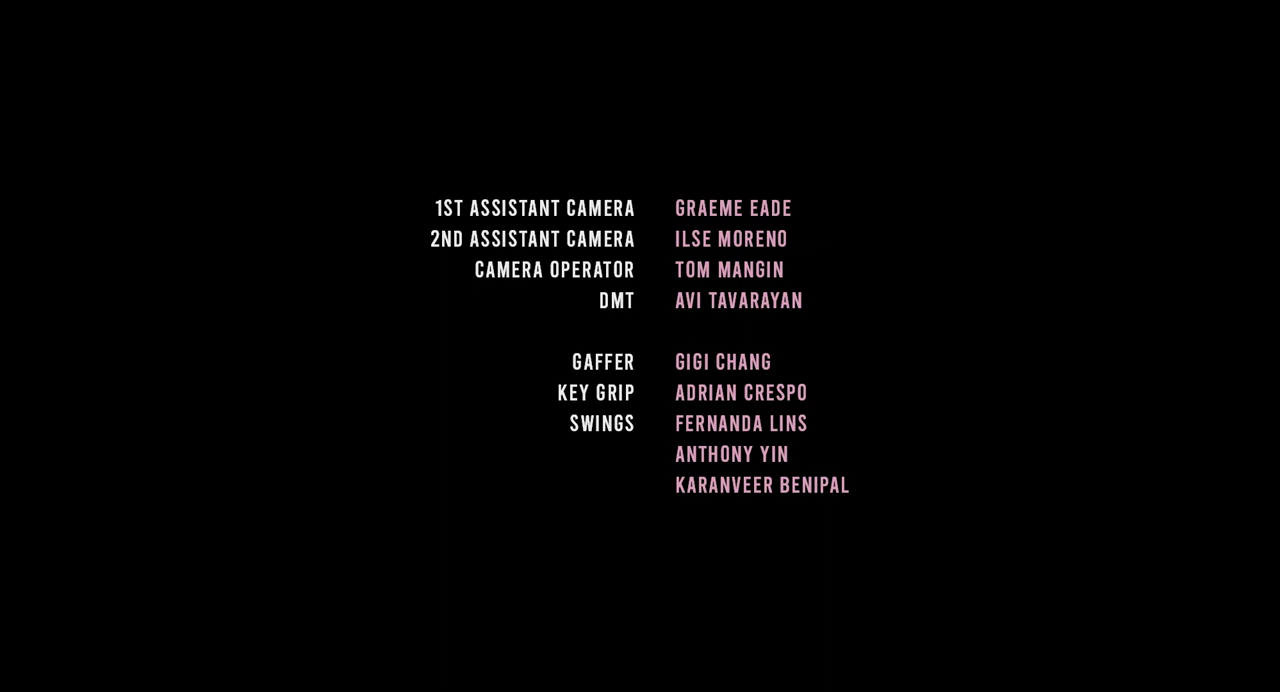 1ST ASSISTANT CAMERA GRAEME EADE
2ND ASSISTANT CAMERA ILSE MORENO
CAMERA OPERATOR TOM MANGIN
DMT AVI TAVARAYAN
GAFFER GIGI CHANG
KEY GRIP ADRIAN CRESPO
SWINGS FERNANDA LINS
ANTHONY YIN
KARANVEER BENIPAL